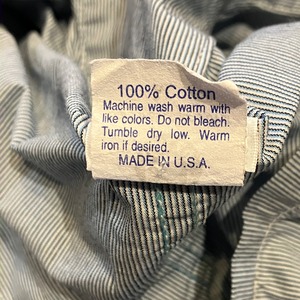 100% Cotton
Machine wash warm with
like colors. Do not bleach.
Tumble dry low. Warm
iron if desired.
MADE IN U.S.A.